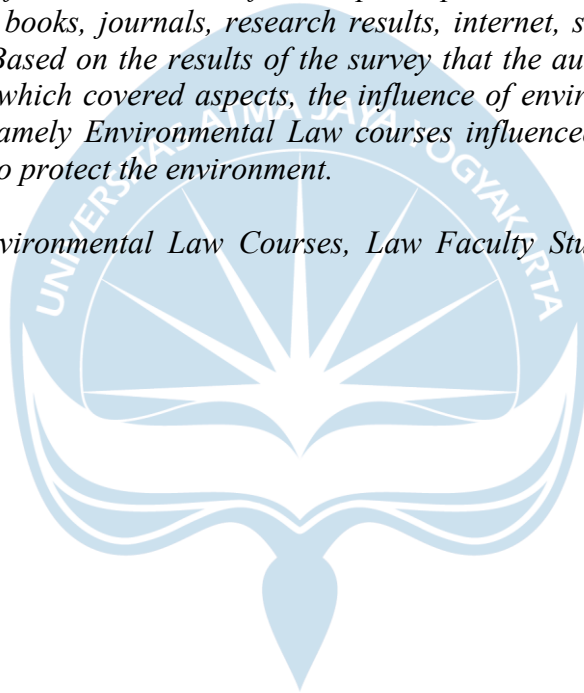 books, journals, research results, internet, s
Based on the results of the survey that the au
which covered aspects, the influence of envir
amely Environmental Law courses influenced
o protect the environment.
vironmental Law Courses, Law Faculty Stu
UNIVERSITAS ATMA JAYA YOGYAKARTA